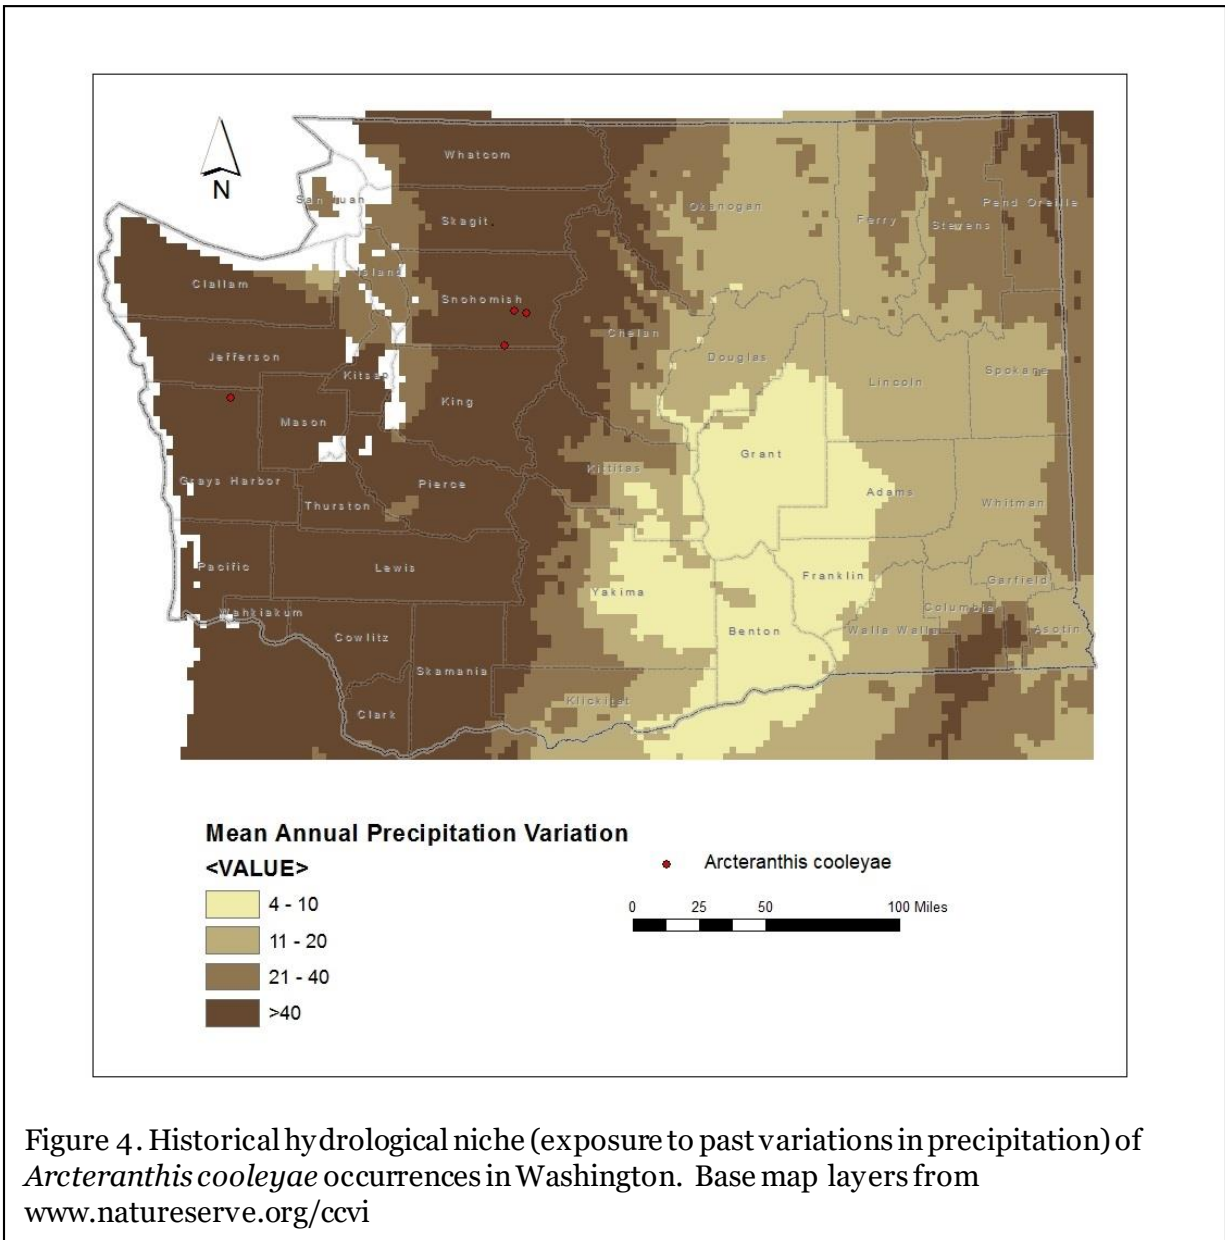 N
Whatcom
San Juan
Skagit
Okanogan
Ferry
Stevens
Pend Oreille
Clallam
Island
Snohomish
Chelan
Jefferson
Kitsap
Douglas
Lincoln
Spokane
King
Mason
Grant
Kittitas
Grays Harbor
Thurston
Pierce
Adams
Whitman
Pacific
Lewis
Yakima
Franklin
Garfield
Wahkiakum
Columbia
Cowlitz
Benton
Walla Walla
Asotin
Skamania
Klickitat
Clark
Mean Annual Precipitation Variation
<VALUE>
4 - 10
11 - 20
21 - 40
>40
Arcteranthis cooleyae
0 25 50 100 Miles
Figure 4. Historical hydrological niche (exposure to past variations in precipitation) of
Arcteranthis cooleyae occurrences in Washington. Base map layers from
www.natureserve.org/ccvi